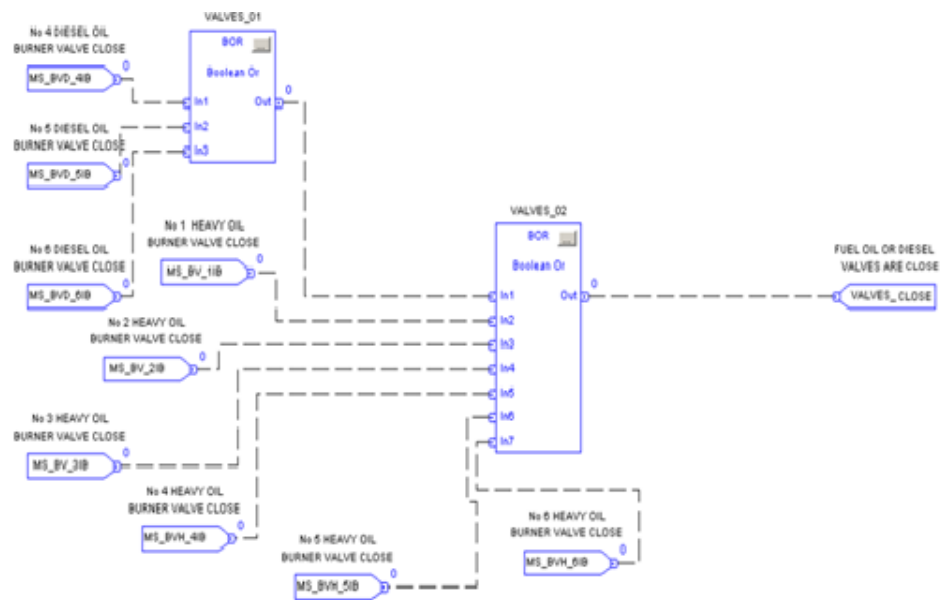 VALVES_01
No 4 DIESEL OIL
BURNER VALVE CLOSE
0
MS_BVD_4IB
BOR
...
Boolean Or
In1
Out
0
In2
In3
No 5 DIESEL OIL
BURNER VALVE CLOSE
0
MS_BVD_5IB
No 6 DIESEL OIL
BURNER VALVE CLOSE
0
MS_BVD_6IB
No 1 HEAVY OIL
BURNER VALVE CLOSE
0
MS_BV_1IB
No 2 HEAVY OIL
BURNER VALVE CLOSE
0
MS_BV_2IB
No 3 HEAVY OIL
BURNER VALVE CLOSE
0
MS_BV_3IB
No 4 HEAVY OIL
BURNER VALVE CLOSE
0
MS_BVH_4IB
No 5 HEAVY OIL
BURNER VALVE CLOSE
0
MS_BVH_5IB
No 6 HEAVY OIL
BURNER VALVE CLOSE
0
MS_BVH_6IB
VALVES_02
BOR
...
Boolean Or
In1
Out
0
In2
In3
In4
In5
In6
In7
FUEL OIL OR DIESEL
VALVES ARE CLOSE
0
VALVES_CLOSE